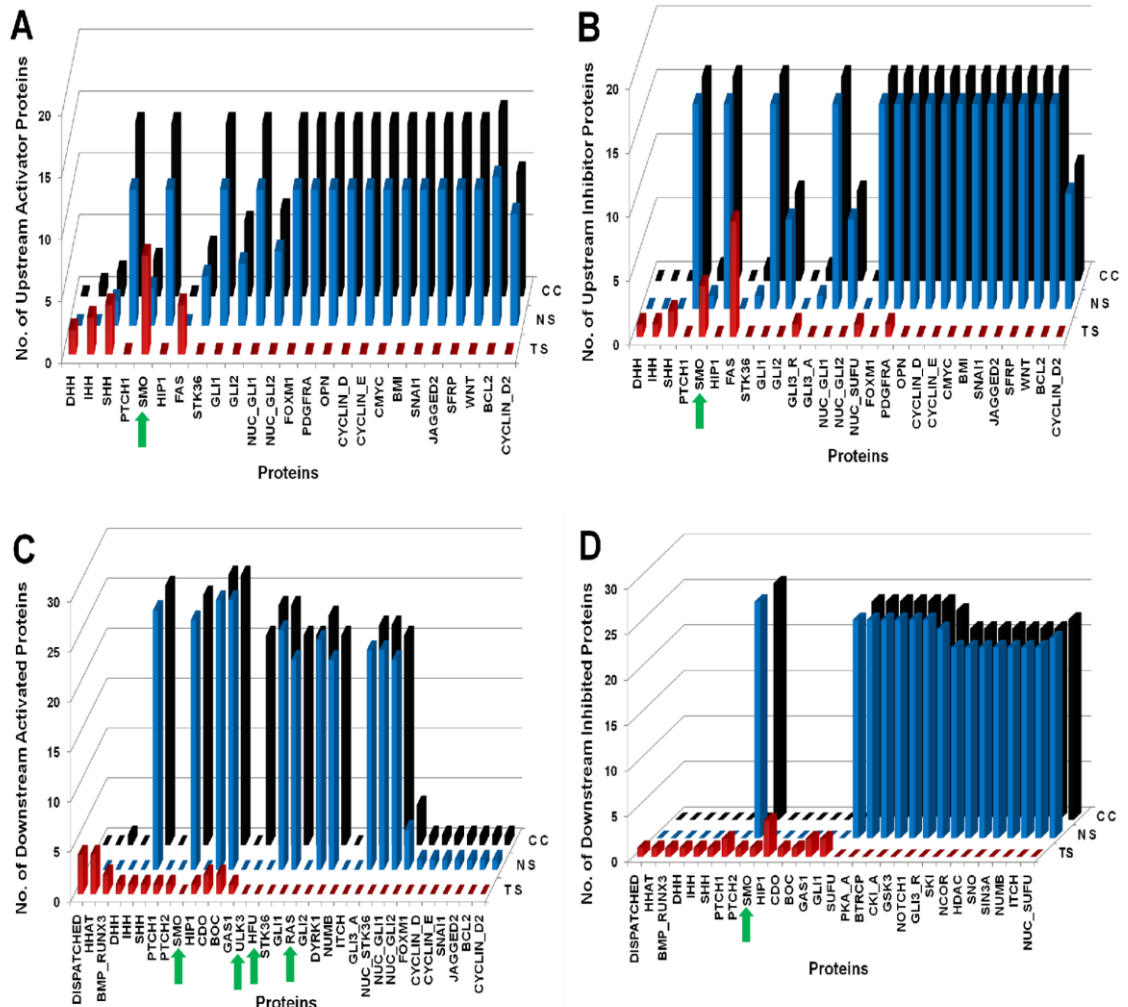 A
No. of Upstream Activator Proteins
20
15
10
5
0
CC
NS
TS
DHH
IHH
SHH
PTCH1
SMO
HIP1
FAS
STK36
GLI1
GLI2
NUC_GLI1
NUC_GLI2
FOXM1
PDGFRA
OPN
CYCLIN_D
CYCLIN_E
CMYC
BMI
SNAI1
JAGGED2
SFRP
WNT
BCL2
CYCLIN_D2
Proteins
B
No. of Upstream Inhibitor Proteins
20
15
10
5
0
CC
NS
TS
DHH
IHH
SHH
PTCH1
SMO
HIP1
FAS
STK36
GLI1
GLI2
GLI3_R
GLI3_A
NUC_GLI1
NUC_GLI2
NUC_SUFU
FOXM1
PDGFRA
OPN
CYCLIN_D
CYCLIN_E
CMYC
BMI
SNAI1
JAGGED2
SFRP
WNT
BCL2
CYCLIN_D2
Proteins
C
No. of Downstream Activated Proteins
30
25
20
15
10
5
0
CC
NS
TS
DISPATCHED
HHAT
BMP_RUNX3
DHH
IHH
SHH
PTCH1
PTCH2
SMO
HIP1
CDO
BOC
GAS1
ULK3
HFU
STK36
GLI1
RAS
GLI2
DYRK1
NUMB
ITCH
GLI3_A
NUC_STK36
NUC_GLI1
NUC_GLI2
FOXM1
CYCLIN_D
CYCLIN_E
SNAI1
JAGGED2
BCL2
CYCLIN_D2
Proteins
D
No. of Downstream Inhibited Proteins
30
25
20
15
10
5
0
CC
NS
TS
DISPATCHED
HHAT
BMP_RUNX3
DHH
IHH
SHH
PTCH1
PTCH2
SMO
HIP1
CDO
BOC
GAS1
GLI1
SUFU
PKA_A
BTRCP
CKI_A
GSK3
NOTCH1
GLI3_R
SKI
NCOR
HDAC
SNO
SIN3A
NUMB
ITCH
NUC_SUFU
Proteins